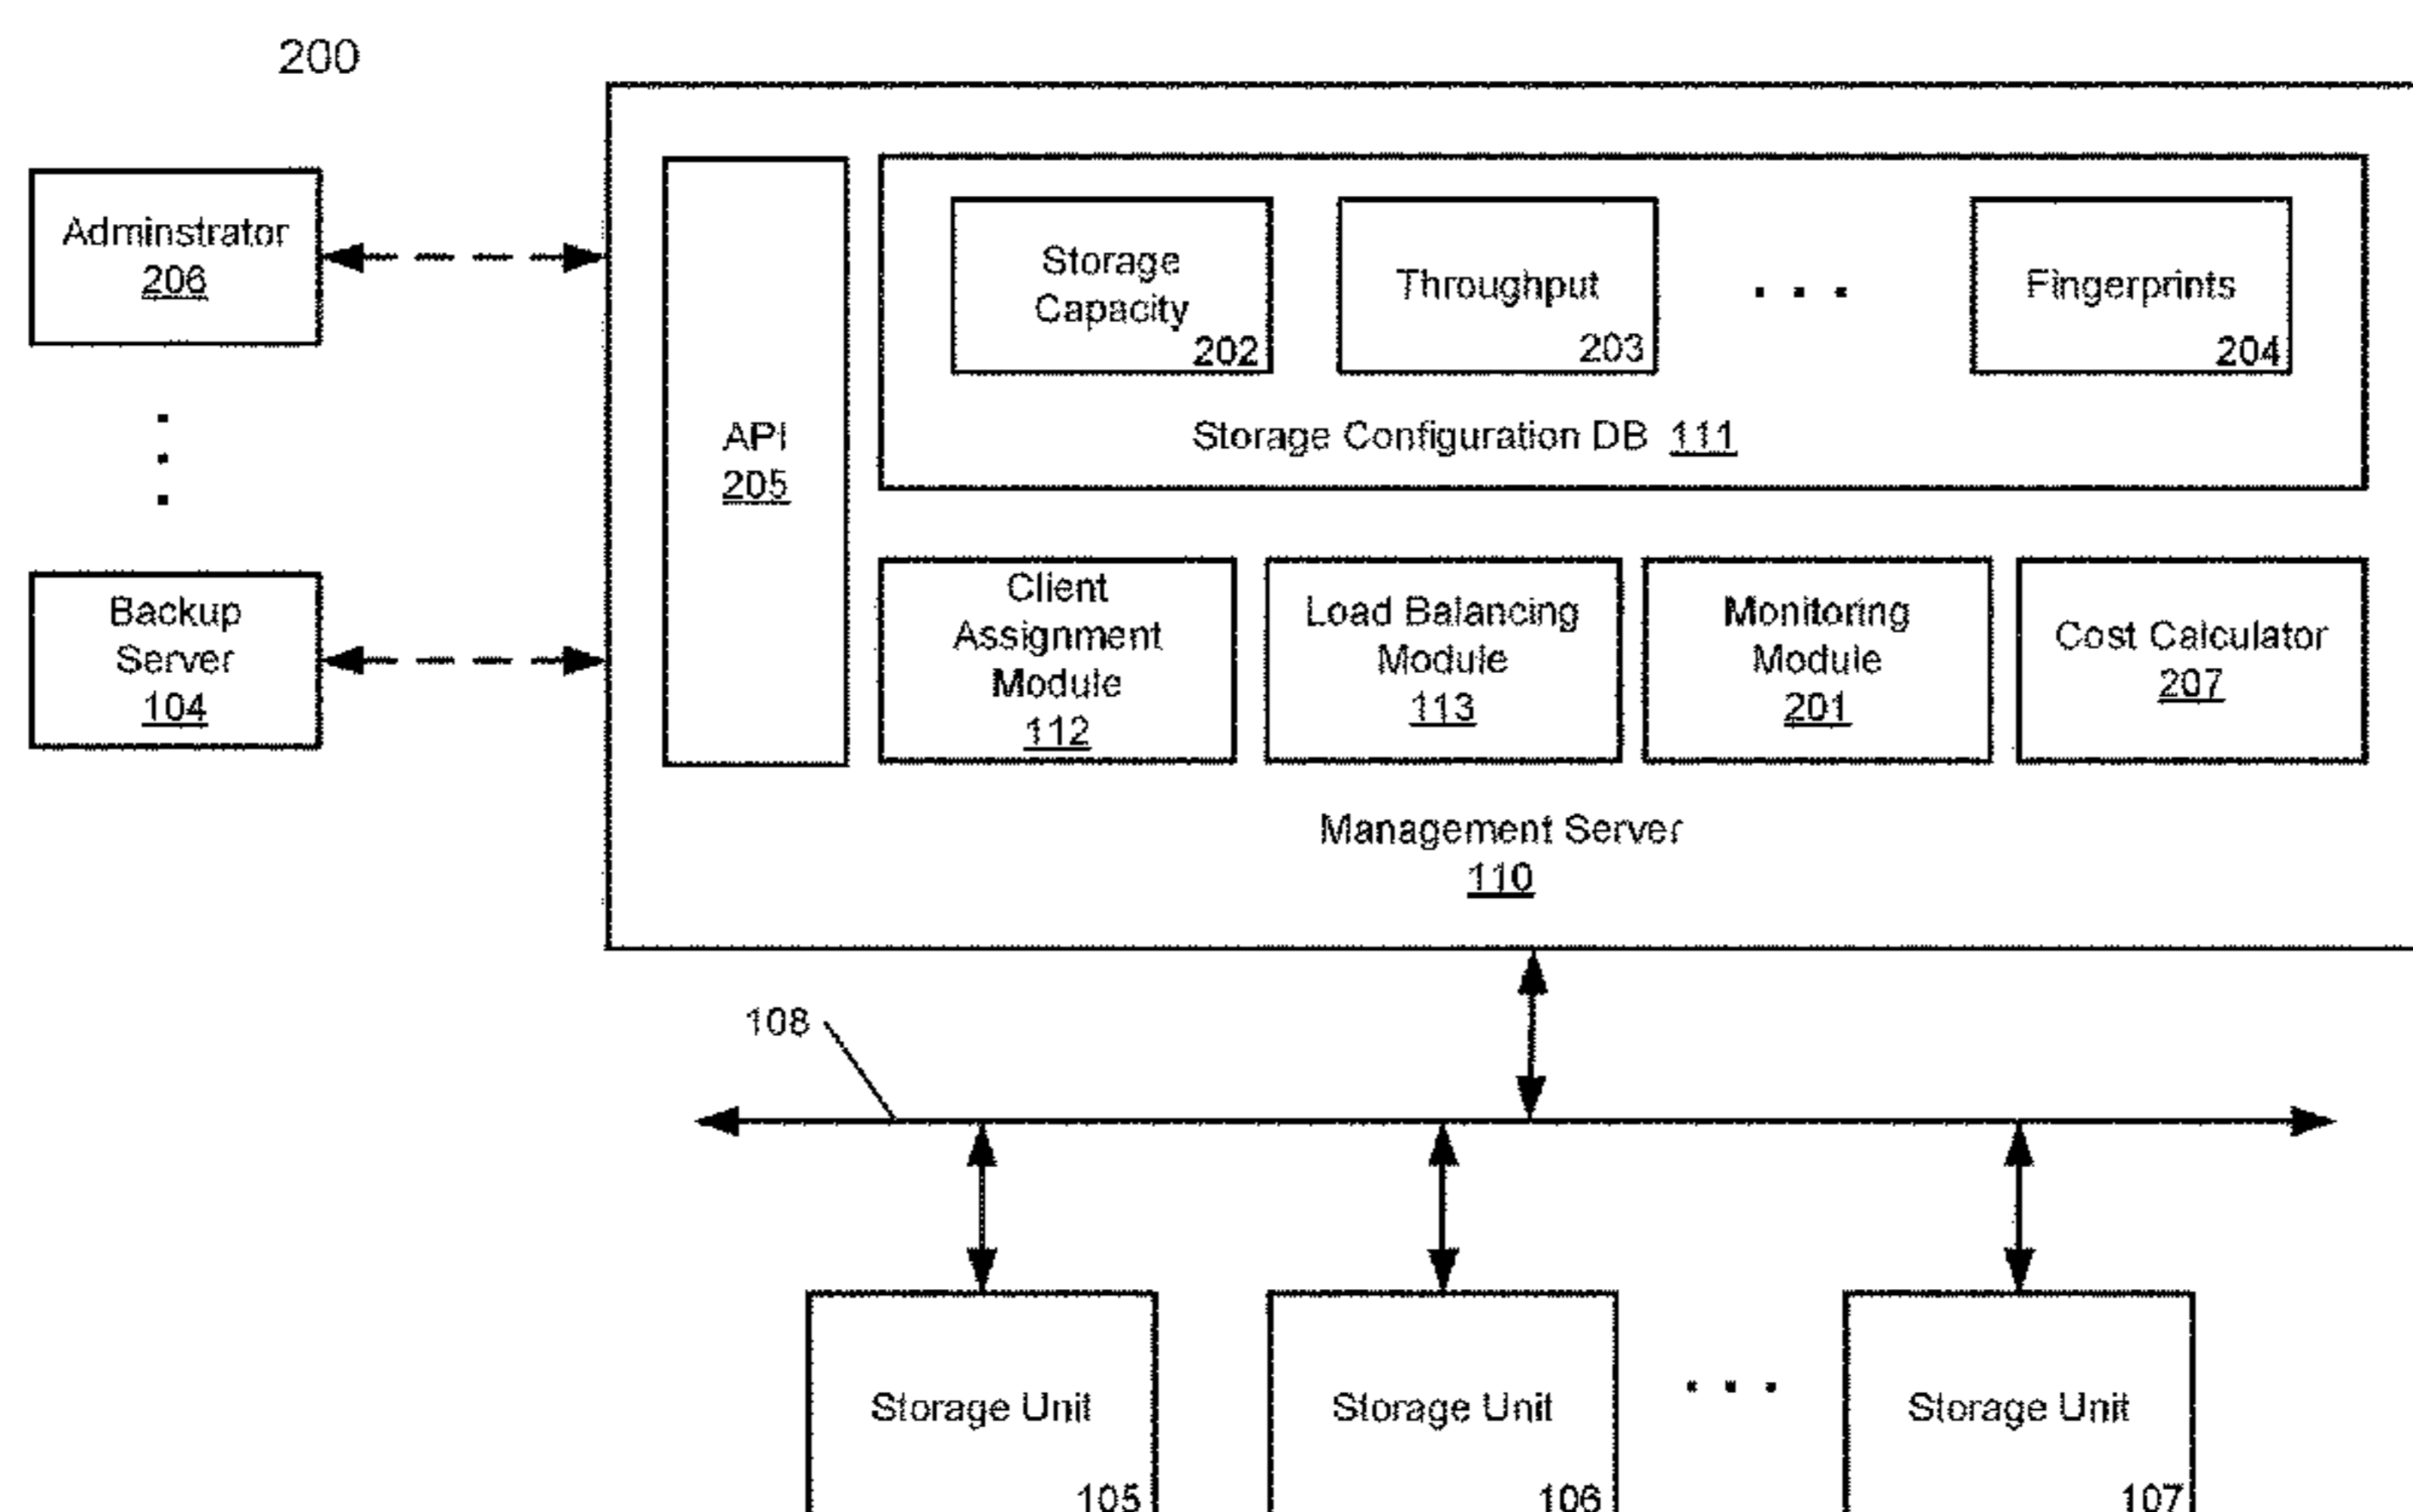 200
Adminstrator
206
Backup
Server
104
API
205
Storage
Capacity
202
Throughput
203
. . .
Fingerprints
204
Storage Configuration DB 111
Client
Assignment
Module
112
Load Balancing
Module
113
Monitoring
Module
201
Cost Calculator
207
Management Server
110
108
Storage Unit
105
Storage Unit
106
. . .
Storage Unit
107